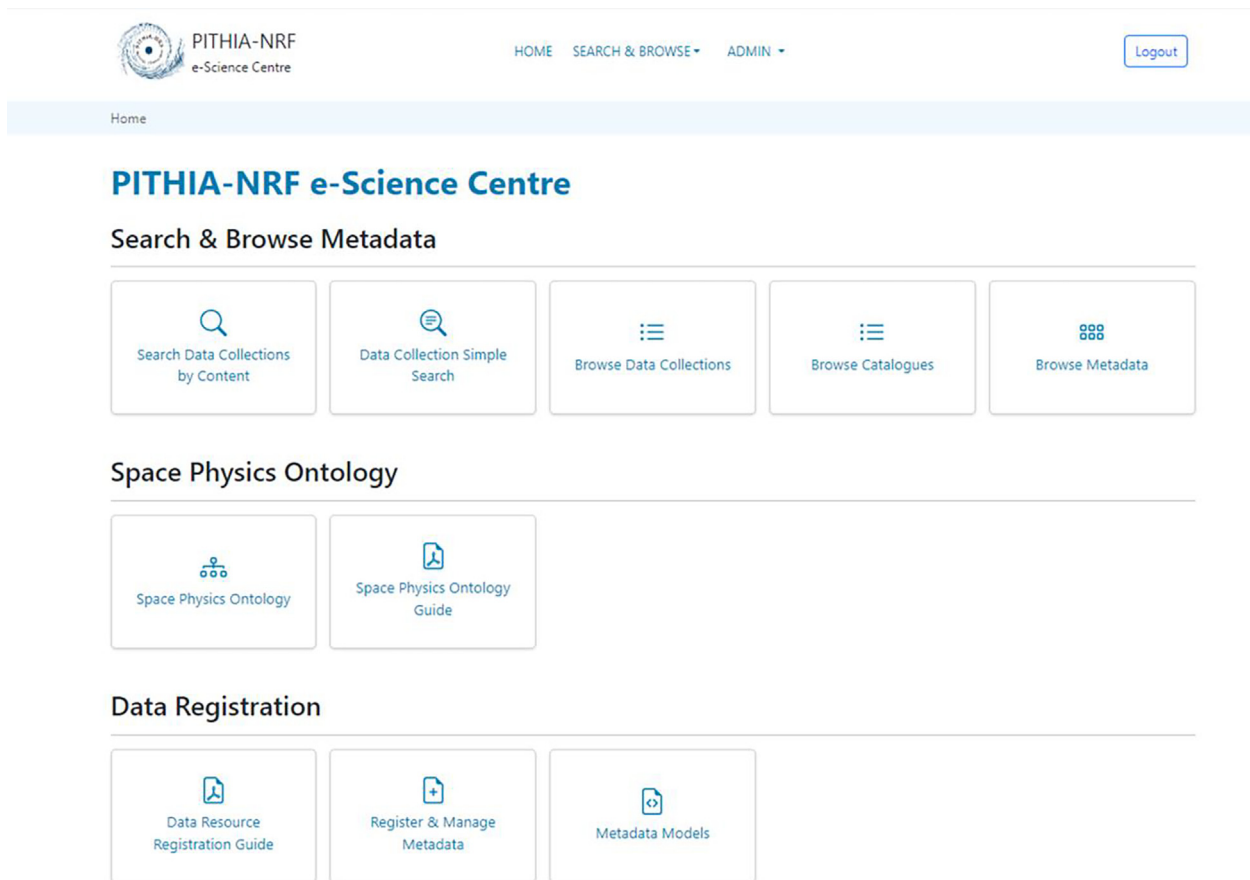 PITHIA-NRF
e-Science Centre
HOME SEARCH & BROWSE ADMIN
Logout
Home
PITHIA-NRF e-Science Centre
Search & Browse Metadata
Search Data Collections
by Content
Data Collection Simple
Search
Browse Data Collections
Browse Catalogues
Browse Metadata
Space Physics Ontology
Space Physics Ontology
Space Physics Ontology
Guide
Data Registration
Data Resource
Registration Guide
Register & Manage
Metadata
Metadata Models